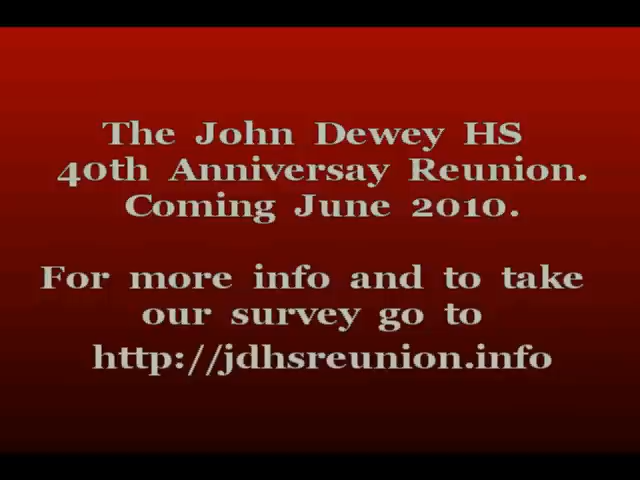 The John Dewey HS
40th Anniversay Reunion.
Coming June 2010.
For more info and to take
our survey go to
http://jdhsreunion.info